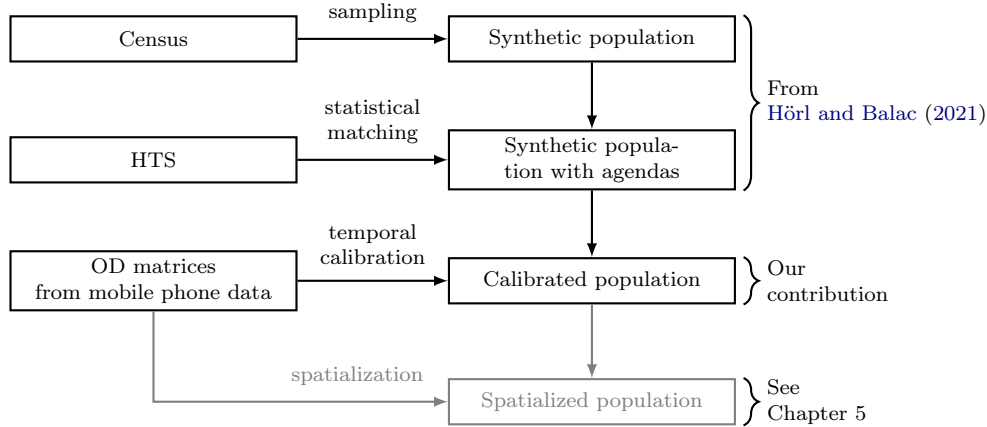 sampling
Census
Synthetic population
From
Hörl and Balac (2021)
statistical
matching
HTS
Synthetic popula-
tion with agendas
temporal
calibration
OD matrices
from mobile phone data
Calibrated population
Our
contribution
spatialization
Spatialized population
See
Chapter 5